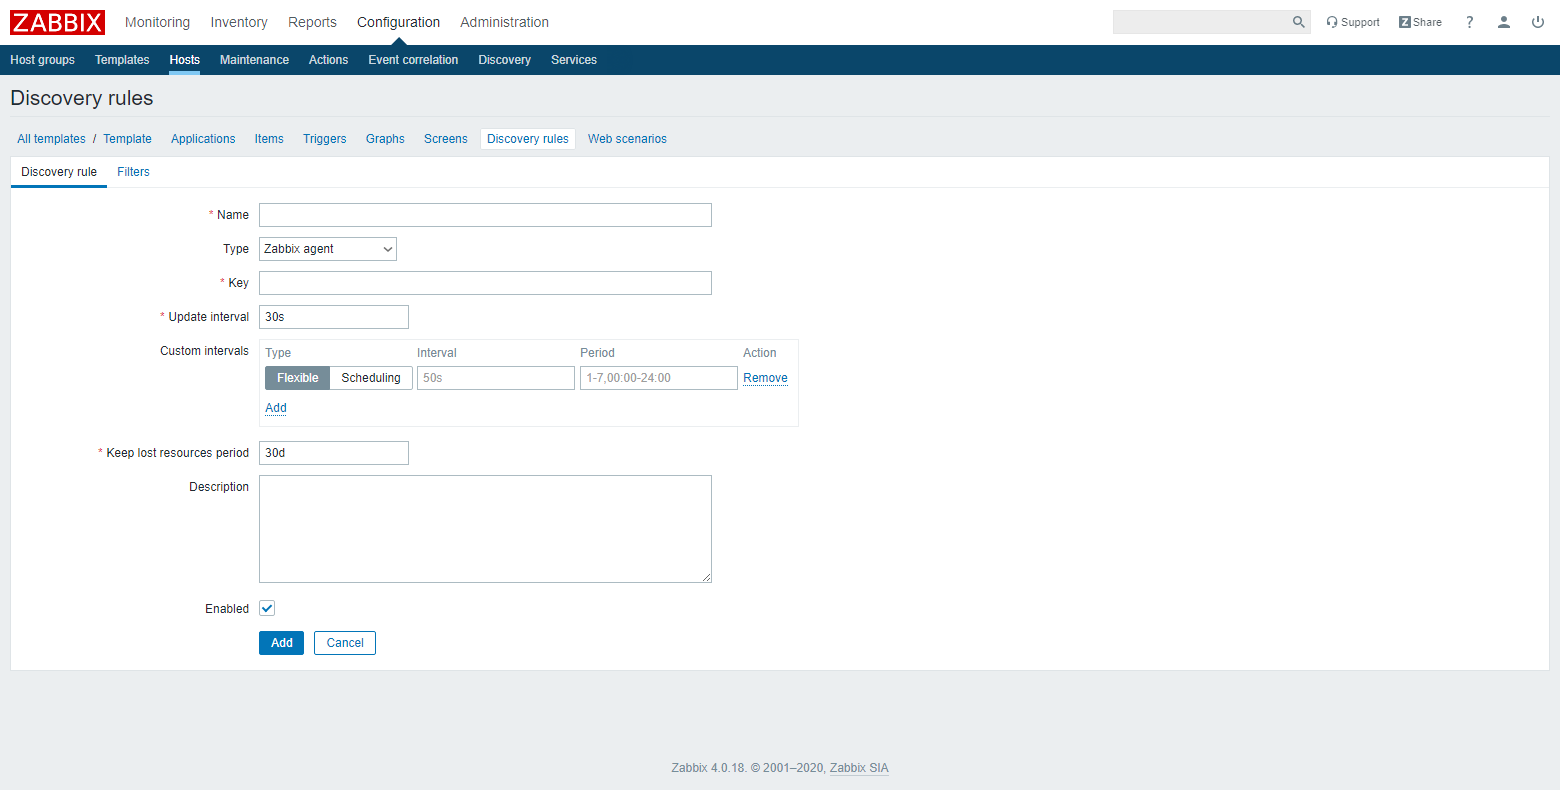 ZABBIX Monitoring Inventory Reports Configuration Administration Support Z Share ?
Host groups Templates Hosts Maintenance Actions Event correlation Discovery Services
Discovery rules
All templates / Template Applications Items Triggers Graphs Screens Discovery rules Web scenarios
Discovery rule Filters
* Name
Type Zabbix agent
* Key
* Update interval 30s
Custom intervals Type Interval Period Action
Flexible Scheduling 50s 1-7,00:00-24:00 Remove
Add
* Keep lost resources period 30d
Description
Enabled
Add Cancel
Zabbix 4.0.18. © 2001–2020, Zabbix SIA